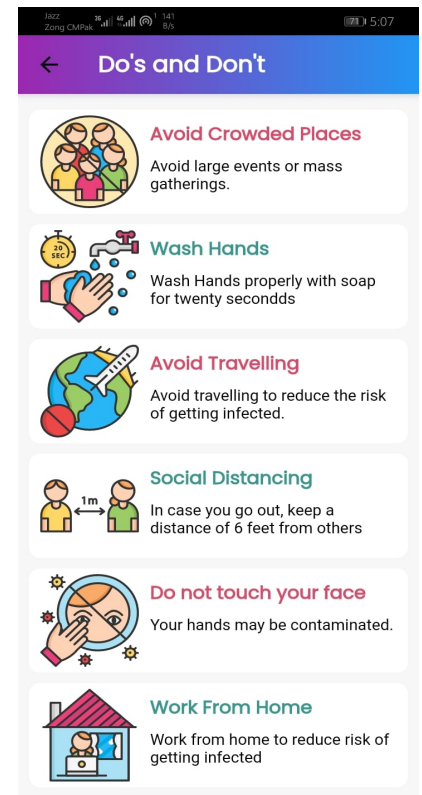 Jazz
Zong CMPak
3G
4G
1
141
B/s
71
5:07
Do's and Don't
Avoid Crowded Places
Avoid large events or mass
gatherings.
20
SEC
Wash Hands
Wash Hands properly with soap
for twenty secondds
Avoid Travelling
Avoid travelling to reduce the risk
of getting infected.
1m
Social Distancing
In case you go out, keep a
distance of 6 feet from others
Do not touch your face
Your hands may be contaminated.
Work From Home
Work from home to reduce risk of
getting infected